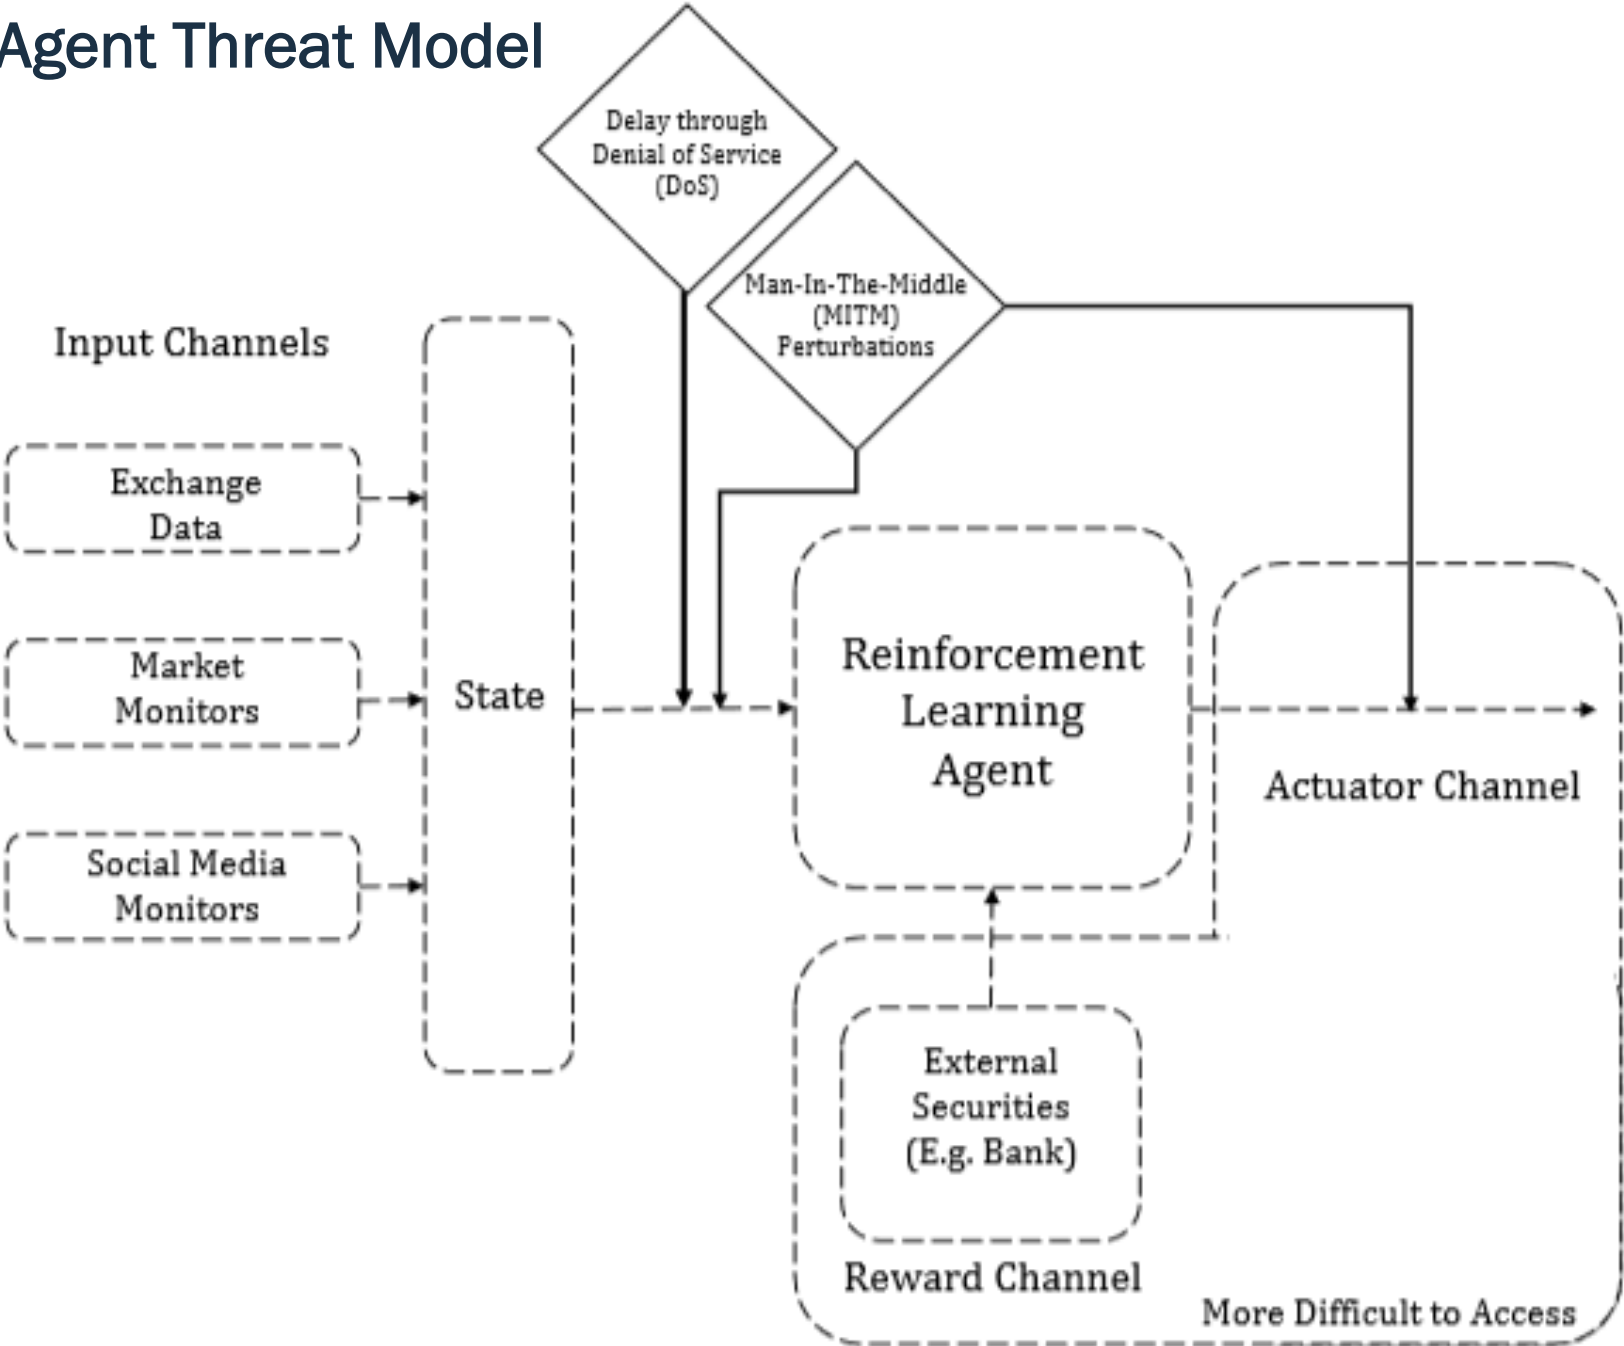 Agent Threat Model
Delay through
Denial of Service
(DoS)
Man-In-The-Middle
(MITM)
Perturbations
Input Channels
Exchange
Data
Market
Monitors
Social Media
Monitors
State
Reinforcement
Learning
Agent
Actuator Channel
External
Securities
(E.g. Bank)
Reward Channel
More Difficult to Access